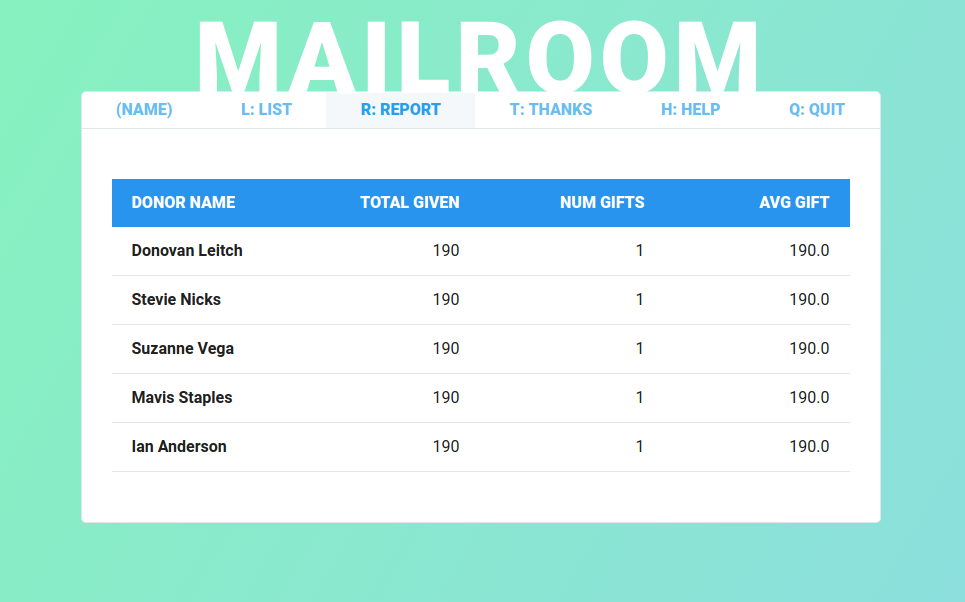 MAILROOM
(NAME) L: LIST R: REPORT T: THANKS H: HELP Q: QUIT
DONOR NAME TOTAL GIVEN NUM GIFTS AVG GIFT
Donovan Leitch 190 1 190.0
Stevie Nicks 190 1 190.0
Suzanne Vega 190 1 190.0
Mavis Staples 190 1 190.0
Ian Anderson 190 1 190.0